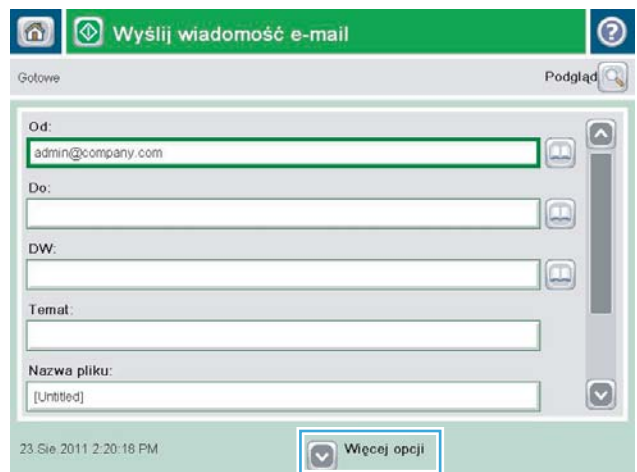 Wyślij wiadomość e-mail
Gotowe
Podgląd
Od:
admin@company.com
Do:
DW:
Temat:
Nazwa pliku:
[Untitled]
23 Sie 2011 2:20:18 PM
Więcej opcji